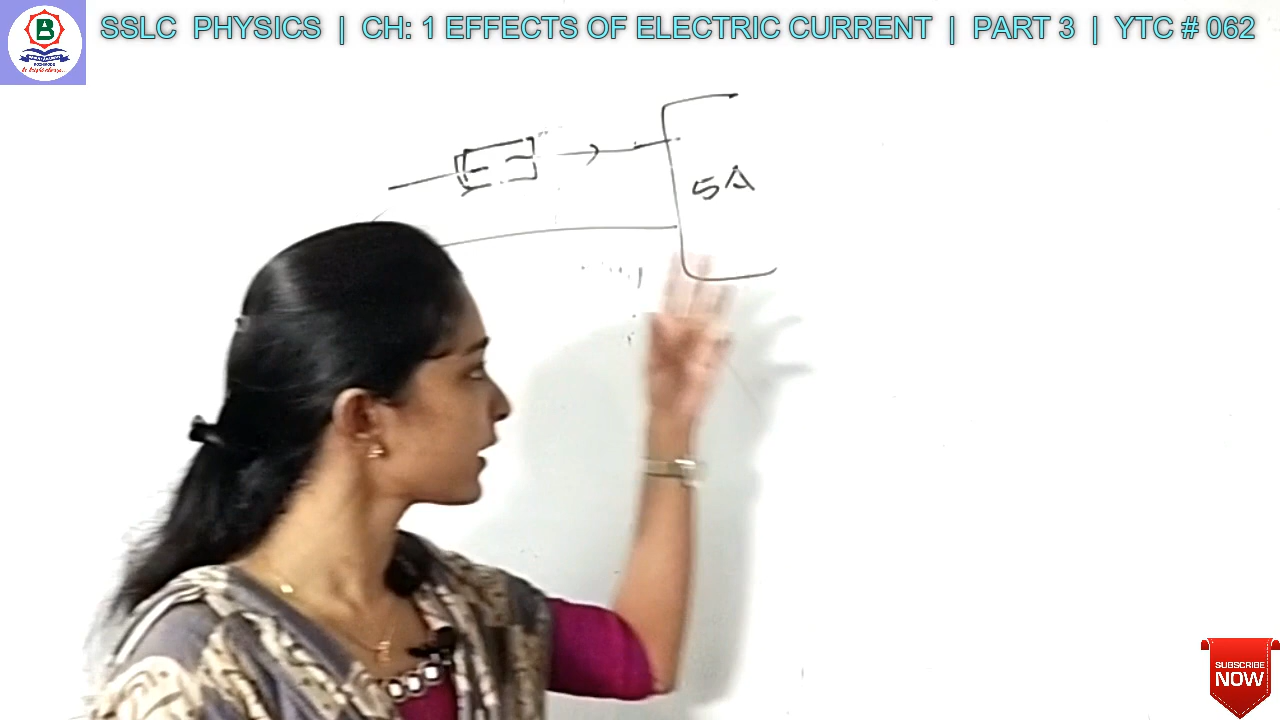 SSLC PHYSICS | CH: 1 EFFECTS OF ELECTRIC CURRENT | PART 3 | YTC # 062
B
5A
SUBSCRIBE
NOW